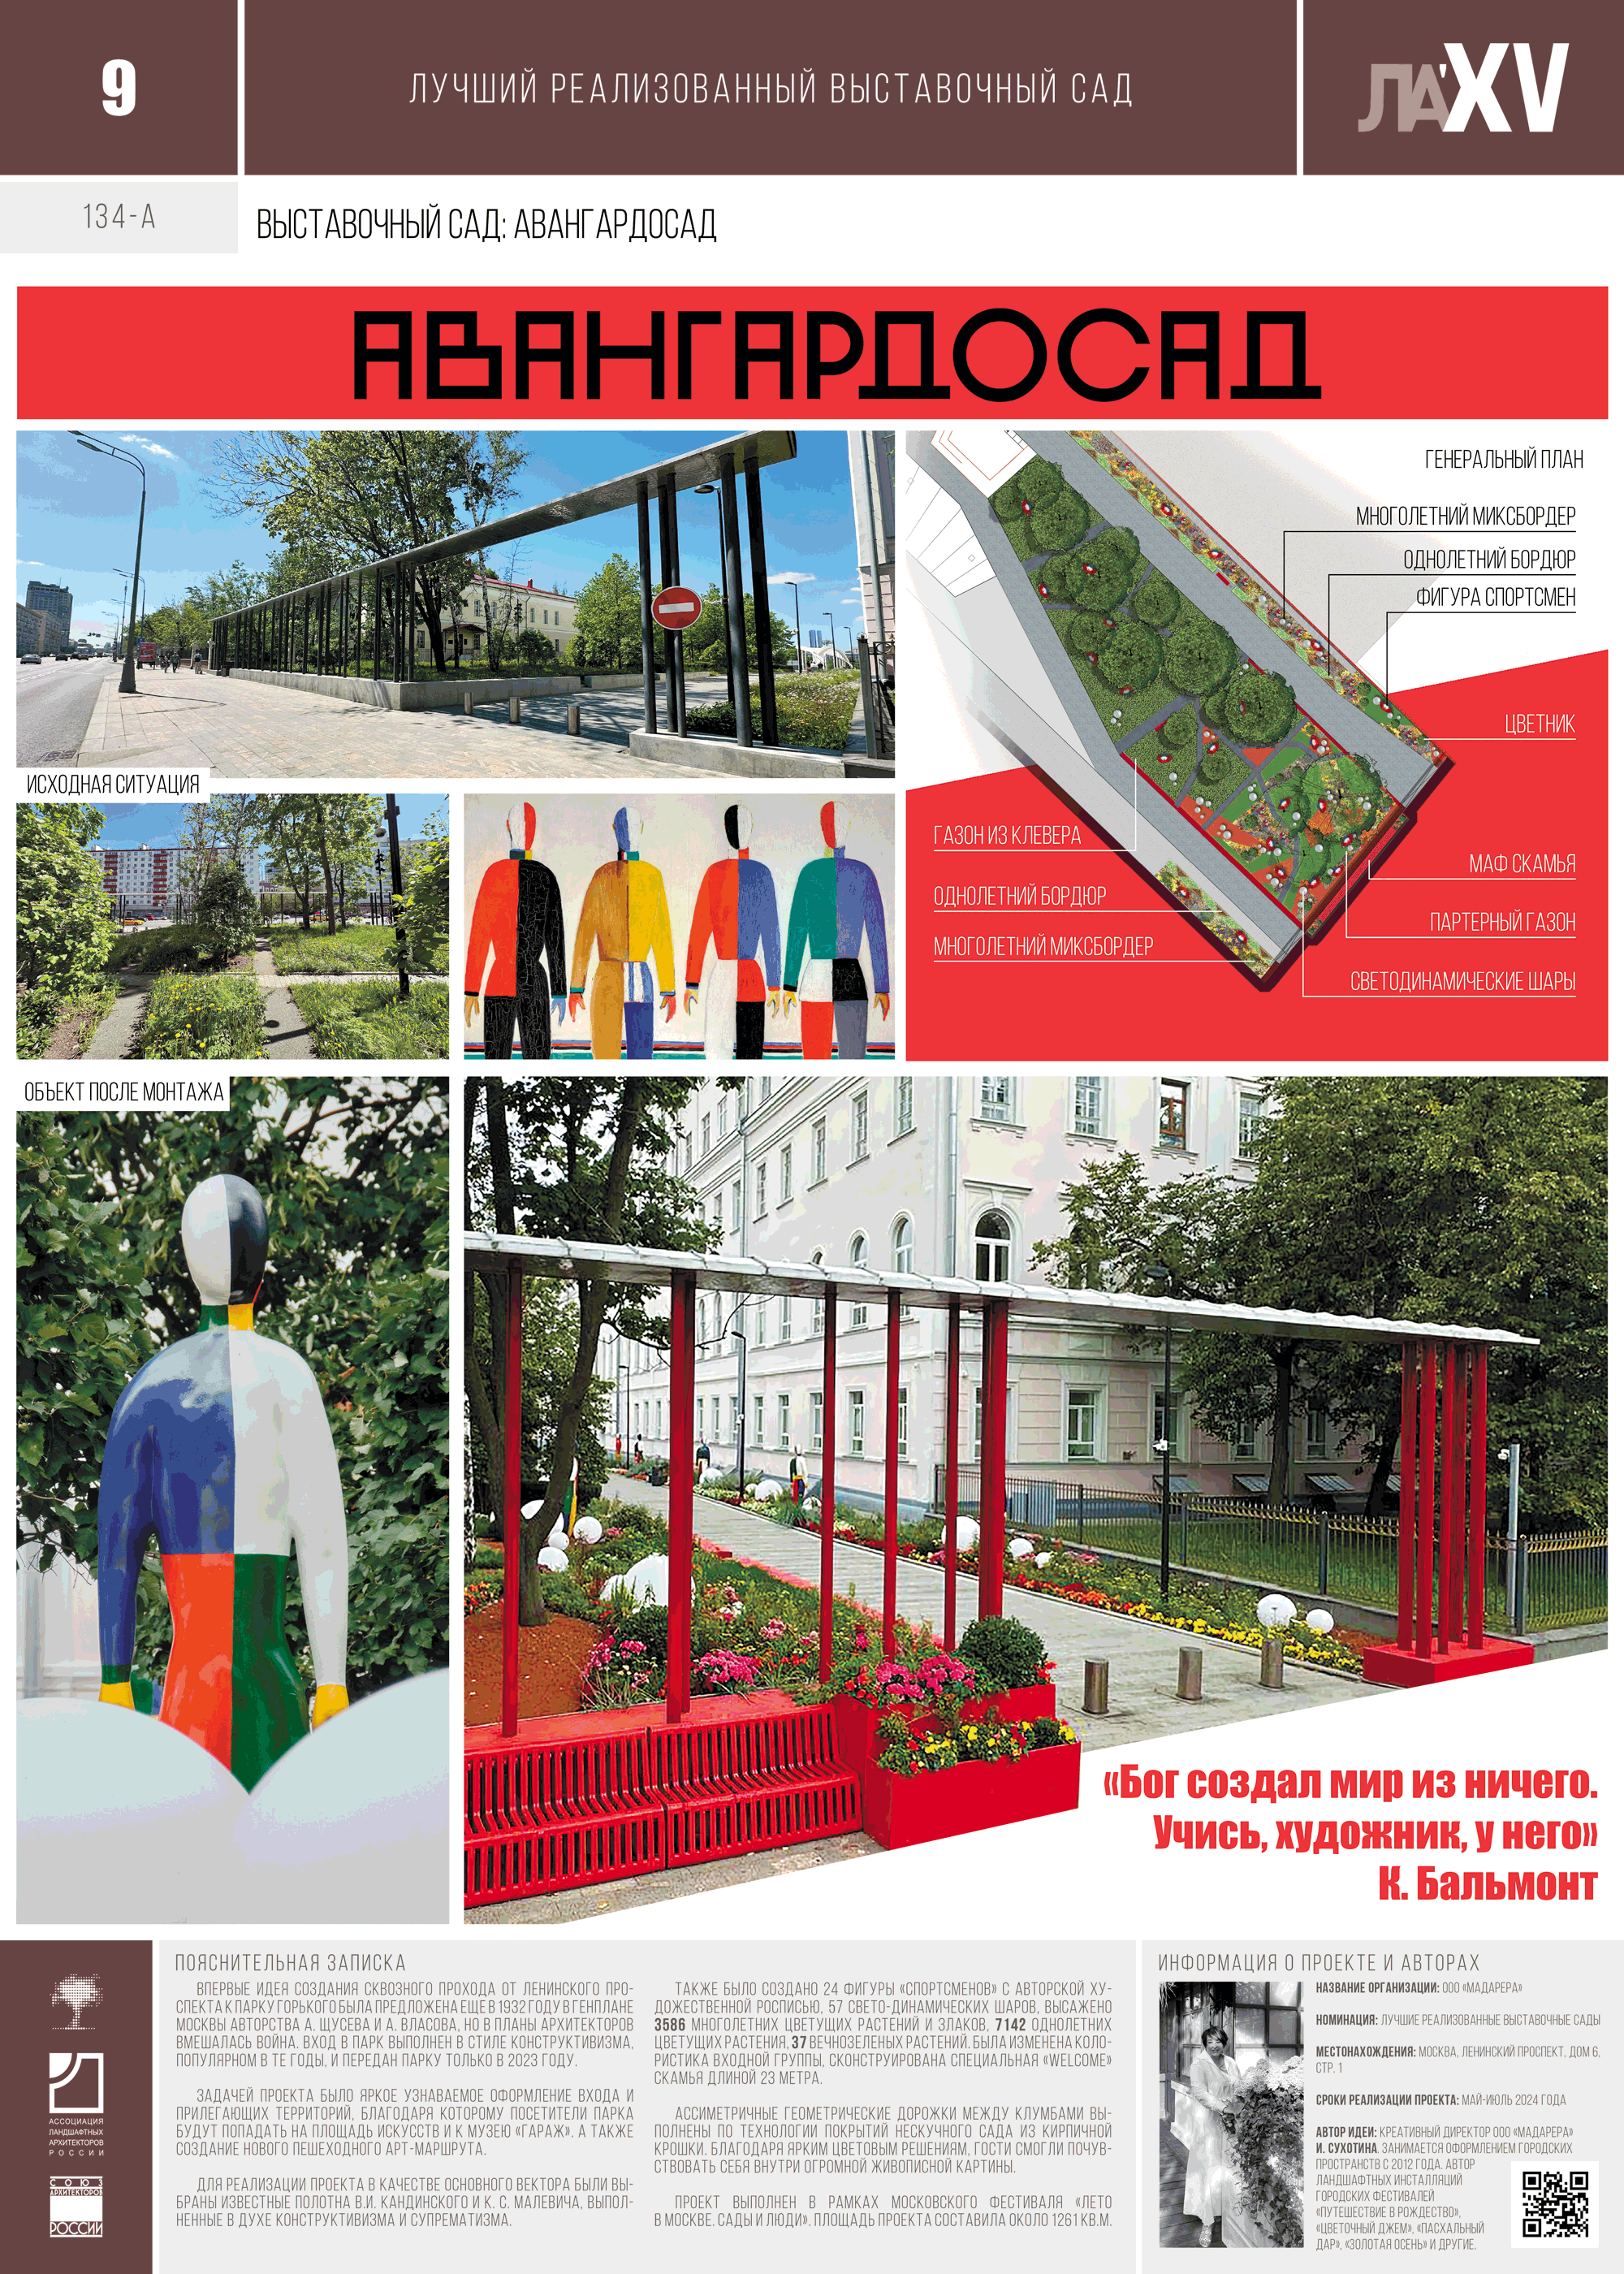 9
ЛУЧШИЙ РЕАЛИЗОВАННЫЙ ВЫСТАВОЧНЫЙ САД
ЛА'XV
134-А
ВЫСТАВОЧНЫЙ САД: АВАНГАРДОСАД
АВАНГАРДОСАД
ГЕНЕРАЛЬНЫЙ ПЛАН
МНОГОЛЕТНИЙ МИКСБОРДЕР
ОДНОЛЕТНИЙ БОРДЮР
ФИГУРА СПОРТСМЕН
ЦВЕТНИК
ГАЗОН ИЗ КЛЕВЕРА
МАФ СКАМЬЯ
ОДНОЛЕТНИЙ БОРДЮР
ПАРТЕРНЫЙ ГАЗОН
МНОГОЛЕТНИЙ МИКСБОРДЕР
СВЕТОДИНАМИЧЕСКИЕ ШАРЫ
ИСХОДНАЯ СИТУАЦИЯ
ОБЪЕКТ ПОСЛЕ МОНТАЖА
«Бог создал мир из ничего.
Учись, художник, у него»
К. Бальмонт
АССОЦИАЦИЯ
ЛАНДШАФТНЫХ
АРХИТЕКТОРОВ
РОССИИ
СОЮЗ
АРХИТЕКТОРОВ
РОССИИ
ПОЯСНИТЕЛЬНАЯ ЗАПИСКА
ВПЕРВЫЕ ИДЕЯ СОЗДАНИЯ СКВОЗНОГО ПРОХОДА ОТ ЛЕНИНСКОГО ПРО-
СПЕКТА К ПАРКУ ГОРЬКОГО БЫЛА ПРЕДЛОЖЕНА ЕЩЕ В 1932 ГОДУ В ГЕНПЛАНЕ
МОСКВЫ АВТОРСТВА А. ЩУСЕВА И А. ВЛАСОВА, НО В ПЛАНЫ АРХИТЕКТОРОВ
ВМЕШАЛАСЬ ВОЙНА. ВХОД В ПАРК ВЫПОЛНЕН В СТИЛЕ КОНСТРУКТИВИЗМА,
ПОПУЛЯРНОМ В ТЕ ГОДЫ, И ПЕРЕДАН ПАРКУ ТОЛЬКО В 2023 ГОДУ.
ЗАДАЧЕЙ ПРОЕКТА БЫЛО ЯРКОЕ УЗНАВАЕМОЕ ОФОРМЛЕНИЕ ВХОДА И
ПРИЛЕГАЮЩИХ ТЕРРИТОРИЙ, БЛАГОДАРЯ КОТОРОМУ ПОСЕТИТЕЛИ ПАРКА
БУДУТ ПОПАДАТЬ НА ПЛОЩАДЬ ИСКУССТВ И К МУЗЕЮ «ГАРАЖ». А ТАКЖЕ
СОЗДАНИЕ НОВОГО ПЕШЕХОДНОГО АРТ-МАРШРУТА.
ДЛЯ РЕАЛИЗАЦИИ ПРОЕКТА В КАЧЕСТВЕ ОСНОВНОГО ВЕКТОРА БЫЛИ ВЫ-
БРАНЫ ИЗВЕСТНЫЕ ПОЛОТНА В.И. КАНДИНСКОГО И К. С. МАЛЕВИЧА, ВЫПОЛ-
НЕННЫЕ В ДУХЕ КОНСТРУКТИВИЗМА И СУПРЕМАТИЗМА.
ТАКЖЕ БЫЛО СОЗДАНО 24 ФИГУРЫ «СПОРТСМЕНОВ» С АВТОРСКОЙ ХУ-
ДОЖЕСТВЕННОЙ РОСПИСЬЮ, 57 СВЕТО-ДИНАМИЧЕСКИХ ШАРОВ, ВЫСАЖЕНО
3586 МНОГОЛЕТНИХ ЦВЕТУЩИХ РАСТЕНИЙ И ЗЛАКОВ, 7142 ОДНОЛЕТНИХ
ЦВЕТУЩИХ РАСТЕНИЯ, 37 ВЕЧНОЗЕЛЕНЫХ РАСТЕНИЙ. БЫЛА ИЗМЕНЕНА КОЛО-
РИСТИКА ВХОДНОЙ ГРУППЫ, СКОНСТРУИРОВАНА СПЕЦИАЛЬНАЯ «WELCOME»
СКАМЬЯ ДЛИНОЙ 23 МЕТРА.
АССИМЕТРИЧНЫЕ ГЕОМЕТРИЧЕСКИЕ ДОРОЖКИ МЕЖДУ КЛУМБАМИ ВЫ-
ПОЛНЕНЫ ПО ТЕХНОЛОГИИ ПОКРЫТИЙ НЕСКУЧНОГО САДА ИЗ КИРПИЧНОЙ
КРОШКИ. БЛАГОДАРЯ ЯРКИМ ЦВЕТОВЫМ РЕШЕНИЯМ, ГОСТИ СМОГЛИ ПОЧУВ-
СТВОВАТЬ СЕБЯ ВНУТРИ ОГРОМНОЙ ЖИВОПИСНОЙ КАРТИНЫ.
ПРОЕКТ ВЫПОЛНЕН В РАМКАХ МОСКОВСКОГО ФЕСТИВАЛЯ «ЛЕТО
В МОСКВЕ. САДЫ И ЛЮДИ». ПЛОЩАДЬ ПРОЕКТА СОСТАВИЛА ОКОЛО 1261 КВ.М.
ИНФОРМАЦИЯ О ПРОЕКТЕ И АВТОРАХ
НАЗВАНИЕ ОРГАНИЗАЦИИ: ООО «МАДАРЕРА»
НОМИНАЦИЯ: ЛУЧШИЕ РЕАЛИЗОВАННЫЕ ВЫСТАВОЧНЫЕ САДЫ
МЕСТОНАХОЖДЕНИЯ: МОСКВА, ЛЕНИНСКИЙ ПРОСПЕКТ, ДОМ 6,
СТР. 1
СРОКИ РЕАЛИЗАЦИИ ПРОЕКТА: МАЙ-ИЮЛЬ 2024 ГОДА
АВТОР ИДЕИ: КРЕАТИВНЫЙ ДИРЕКТОР ООО «МАДАРЕРА»
И. СУХОТИНА. ЗАНИМАЕТСЯ ОФОРМЛЕНИЕМ ГОРОДСКИХ
ПРОСТРАНСТВ С 2012 ГОДА. АВТОР
ЛАНДШАФТНЫХ ИНСТАЛЛЯЦИЙ
ГОРОДСКИХ ФЕСТИВАЛЕЙ
«ПУТЕШЕСТВИЕ В РОЖДЕСТВО»,
«ЦВЕТОЧНЫЙ ДЖЕМ», «ПАСХАЛЬНЫЙ
ДАР», «ЗОЛОТАЯ ОСЕНЬ» И ДРУГИЕ.